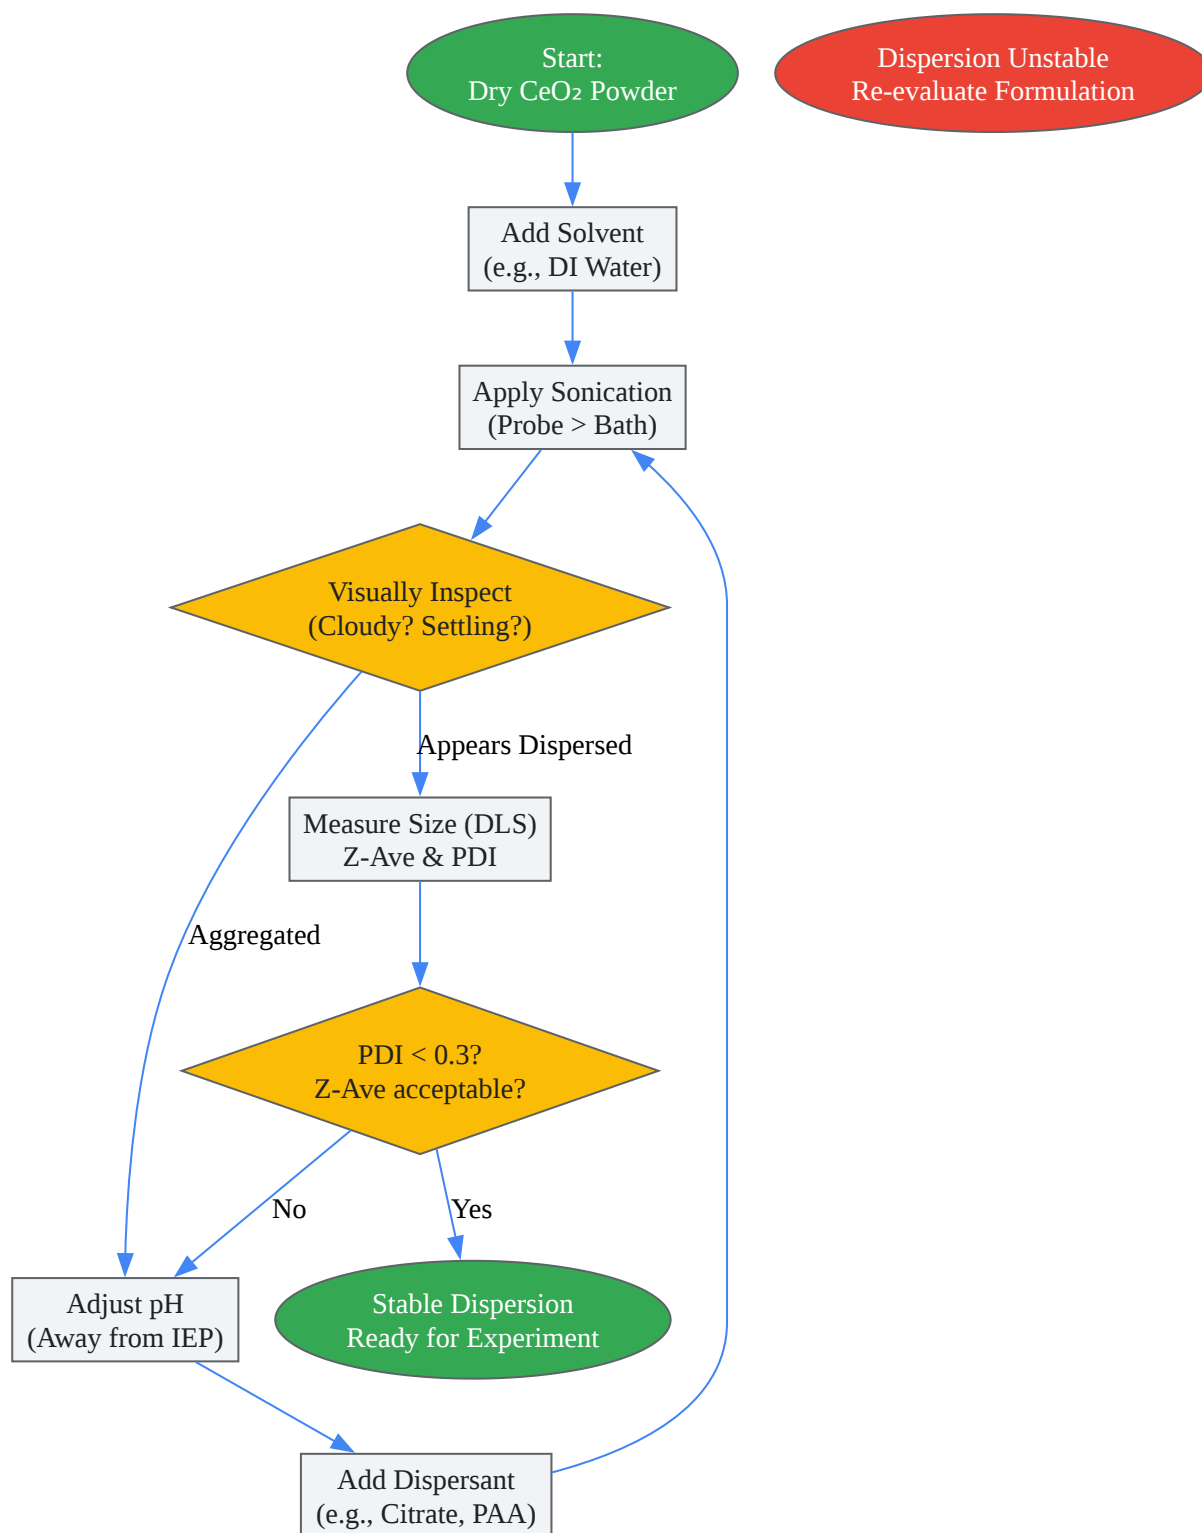 Start:
Dry CeO₂ Powder
Dispersion Unstable
Re-evaluate Formulation
Add Solvent
(e.g., DI Water)
Apply Sonication
(Probe > Bath)
Visually Inspect
(Cloudy? Settling?)
Appears Dispersed
Measure Size (DLS)
Z-Ave & PDI
Aggregated
PDI < 0.3?
Z-Ave acceptable?
No
Yes
Adjust pH
(Away from IEP)
Stable Dispersion
Ready for Experiment
Add Dispersant
(e.g., Citrate, PAA)